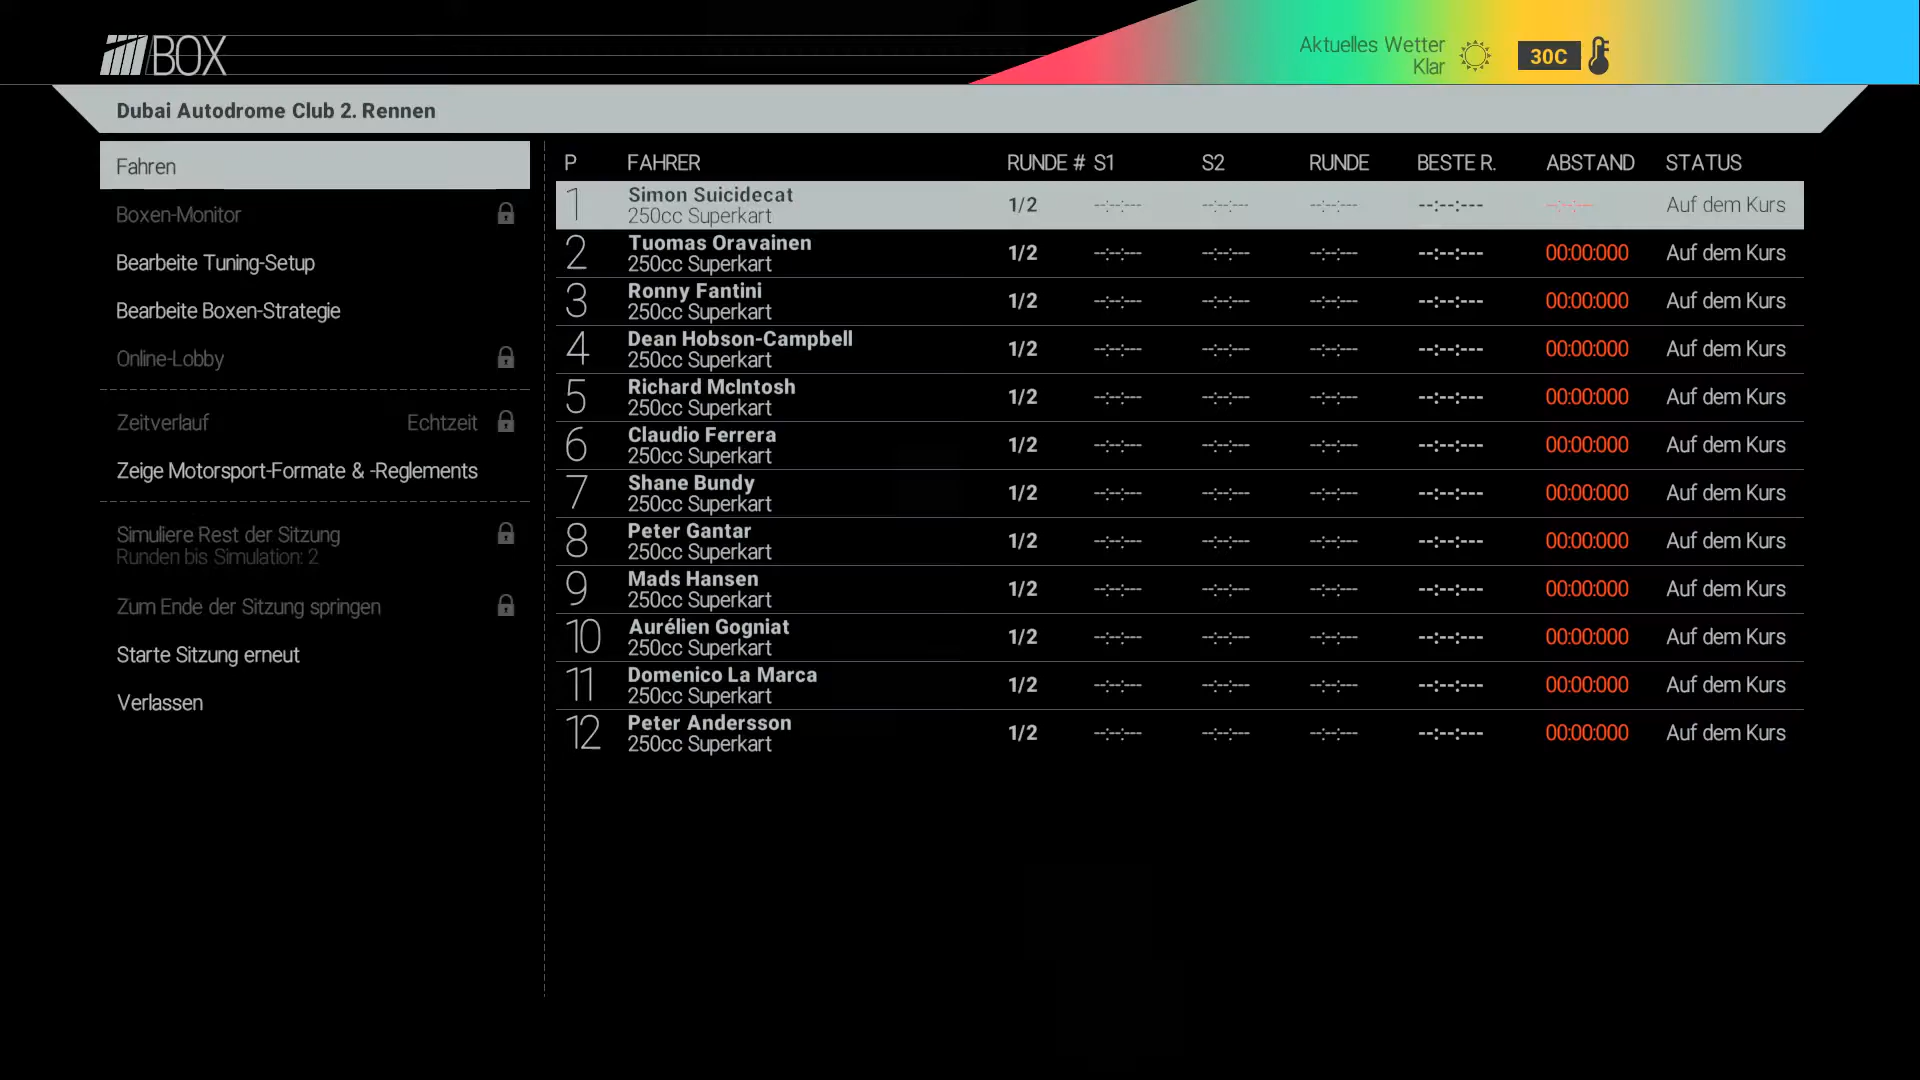 BOX
Aktuelles Wetter
Klar
30C
Dubai Autodrome Club 2. Rennen
Fahren
Boxen-Monitor
Bearbeite Tuning-Setup
Bearbeite Boxen-Strategie
Online-Lobby
Zeitverlauf Echtzeit
Zeige Motorsport-Formate & -Reglements
Simuliere Rest der Sitzung
Runden bis Simulation: 2
Zum Ende der Sitzung springen
Starte Sitzung erneut
Verlassen
P FAHRER RUNDE # S1 S2 RUNDE BESTE R. ABSTAND STATUS
1 Simon Suicidecat 1/2 --:--:--- --:--:--- --:--:--- --:--:--- --:--:--- Auf dem Kurs
250cc Superkart
2 Tuomas Oravainen 1/2 --:--:--- --:--:--- --:--:--- --:--:--- 00:00:000 Auf dem Kurs
250cc Superkart
3 Ronny Fantini 1/2 --:--:--- --:--:--- --:--:--- --:--:--- 00:00:000 Auf dem Kurs
250cc Superkart
4 Dean Hobson-Campbell 1/2 --:--:--- --:--:--- --:--:--- --:--:--- 00:00:000 Auf dem Kurs
250cc Superkart
5 Richard McIntosh 1/2 --:--:--- --:--:--- --:--:--- --:--:--- 00:00:000 Auf dem Kurs
250cc Superkart
6 Claudio Ferrera 1/2 --:--:--- --:--:--- --:--:--- --:--:--- 00:00:000 Auf dem Kurs
250cc Superkart
7 Shane Bundy 1/2 --:--:--- --:--:--- --:--:--- --:--:--- 00:00:000 Auf dem Kurs
250cc Superkart
8 Peter Gantar 1/2 --:--:--- --:--:--- --:--:--- --:--:--- 00:00:000 Auf dem Kurs
250cc Superkart
9 Mads Hansen 1/2 --:--:--- --:--:--- --:--:--- --:--:--- 00:00:000 Auf dem Kurs
250cc Superkart
10 Aurélien Gogniat 1/2 --:--:--- --:--:--- --:--:--- --:--:--- 00:00:000 Auf dem Kurs
250cc Superkart
11 Domenico La Marca 1/2 --:--:--- --:--:--- --:--:--- --:--:--- 00:00:000 Auf dem Kurs
250cc Superkart
12 Peter Andersson 1/2 --:--:--- --:--:--- --:--:--- --:--:--- 00:00:000 Auf dem Kurs
250cc Superkart